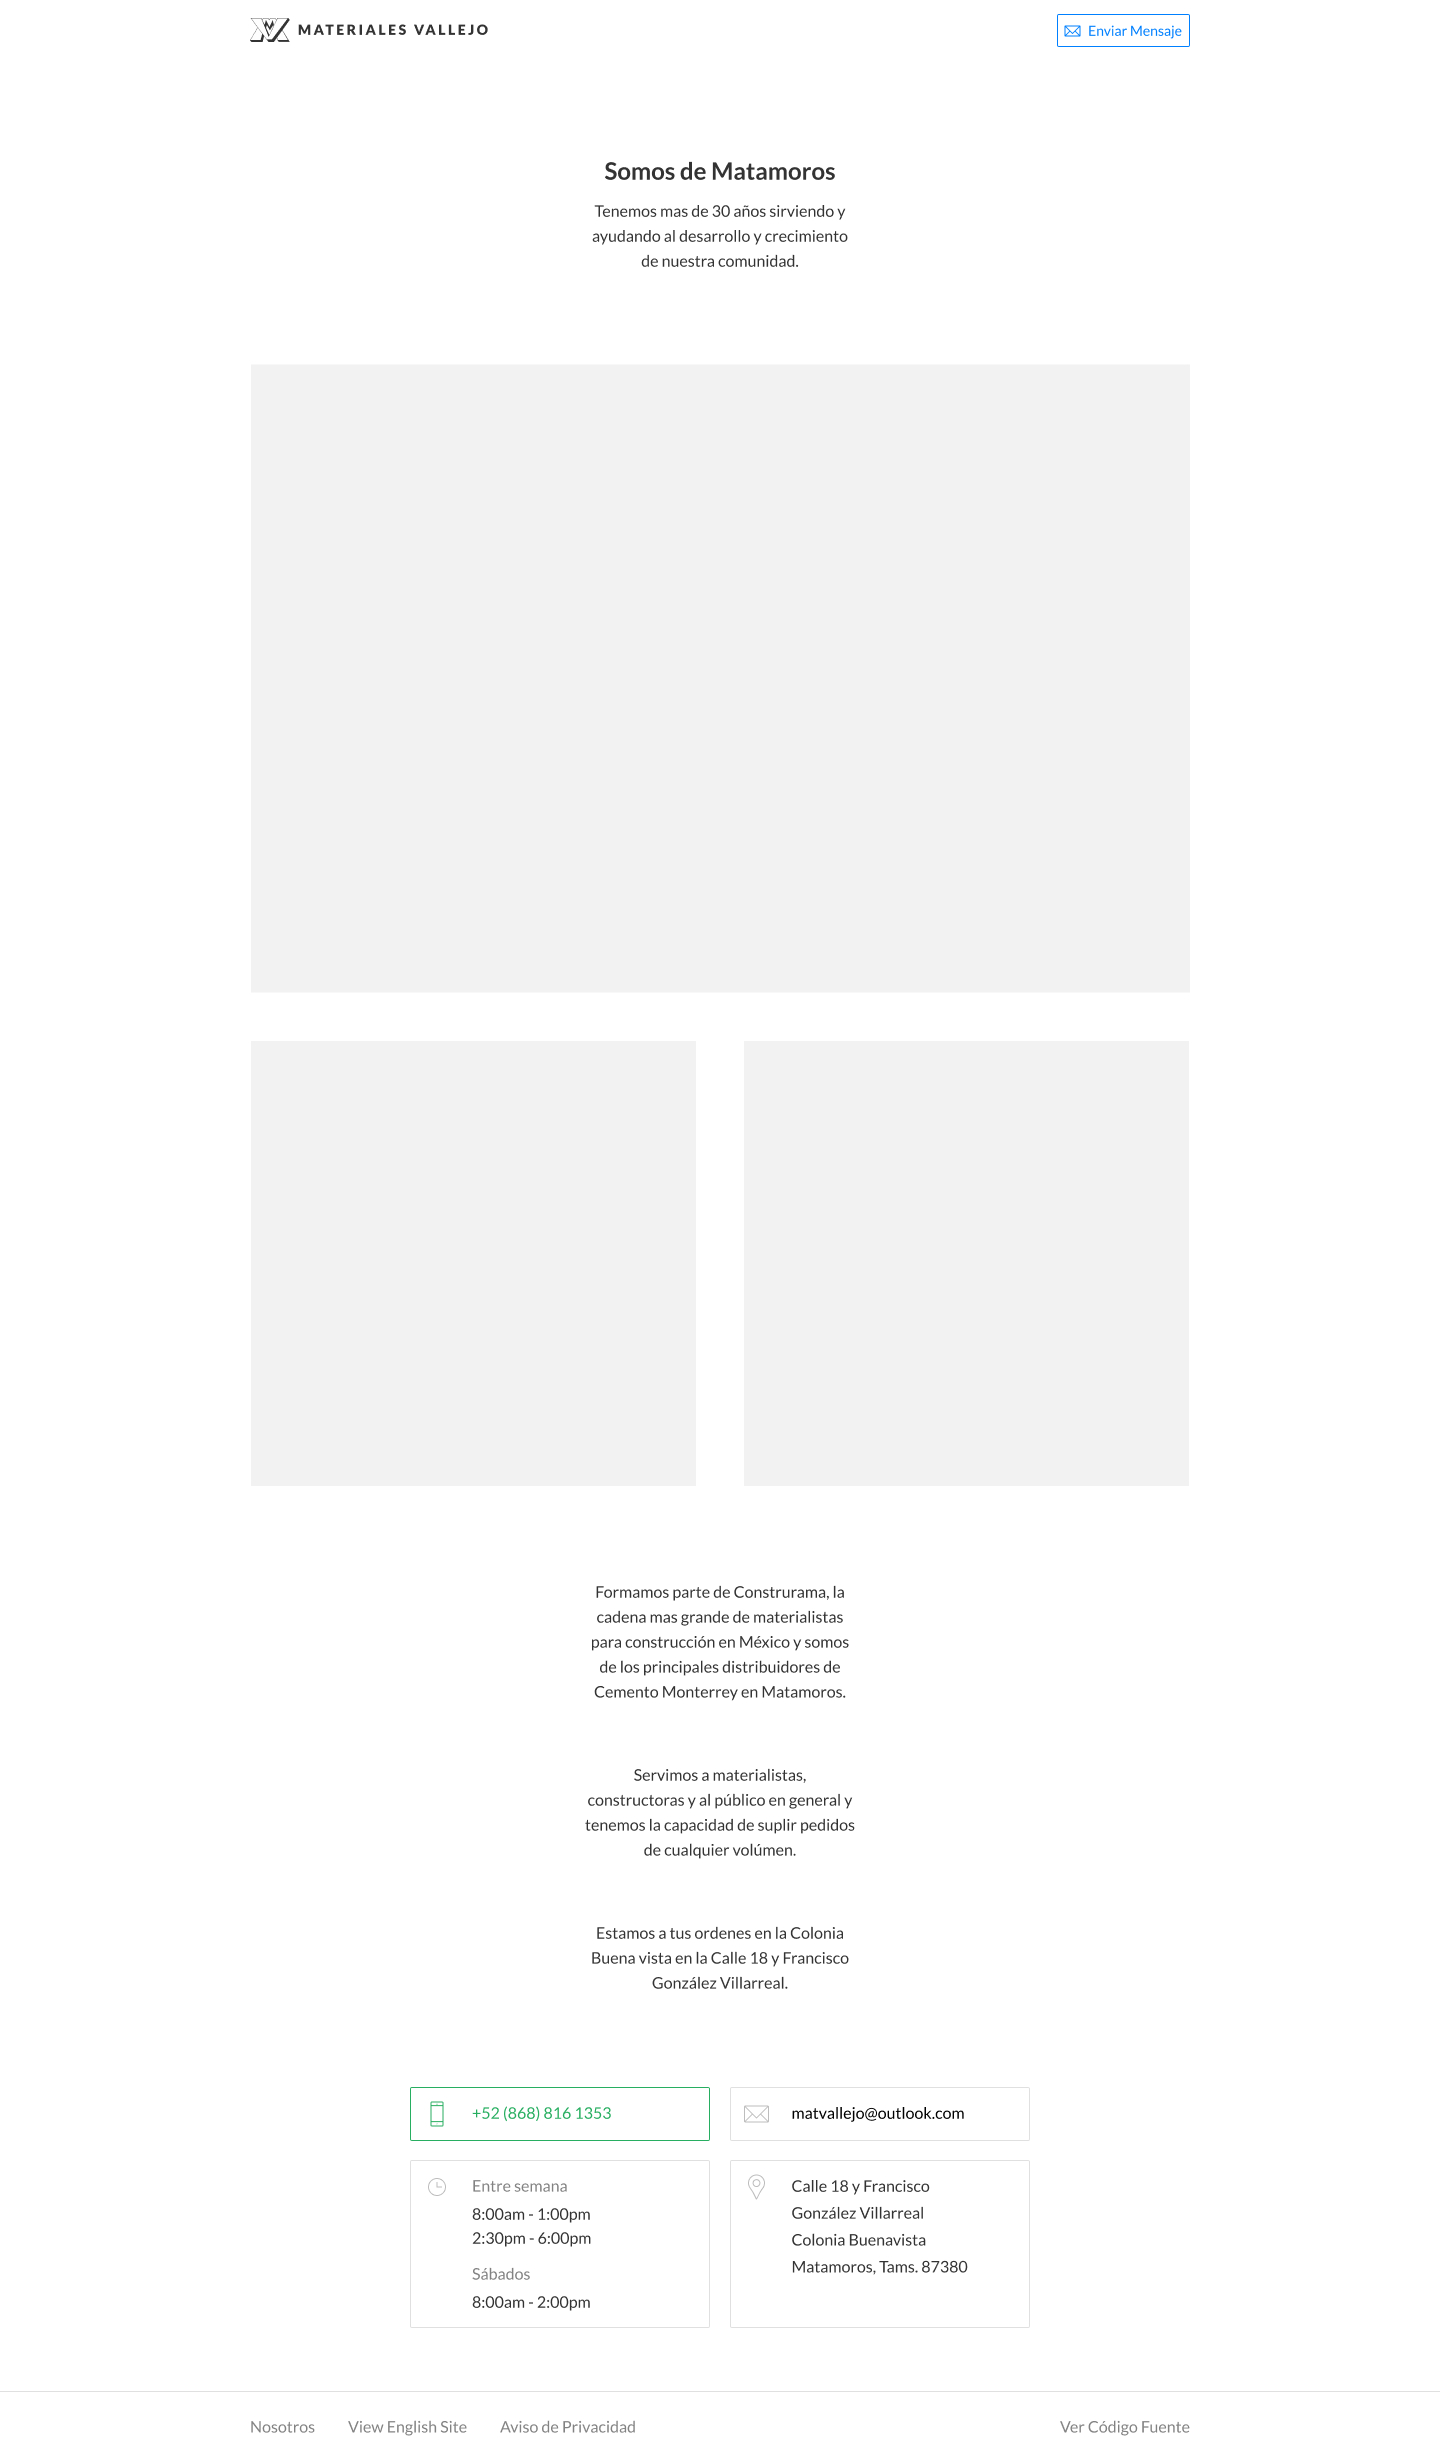 MATERIALES VALLEJO
Enviar Mensaje
Somos de Matamoros
Tenemos mas de 30 años sirviendo y
ayudando al desarrollo y crecimiento
de nuestra comunidad.
Formamos parte de Construrama, la
cadena mas grande de materialistas
para construcción en México y somos
de los principales distribuidores de
Cemento Monterrey en Matamoros.
Servimos a materialistas,
constructoras y al público en general y
tenemos la capacidad de suplir pedidos
de cualquier volúmen.
Estamos a tus ordenes en la Colonia
Buena vista en la Calle 18 y Francisco
González Villarreal.
+52 (868) 816 1353
matvallejo@outlook.com
Entre semana
8:00am - 1:00pm
2:30pm - 6:00pm
Sábados
8:00am - 2:00pm
Calle 18 y Francisco
González Villarreal
Colonia Buenavista
Matamoros, Tams. 87380
Nosotros
View English Site
Aviso de Privacidad
Ver Código Fuente